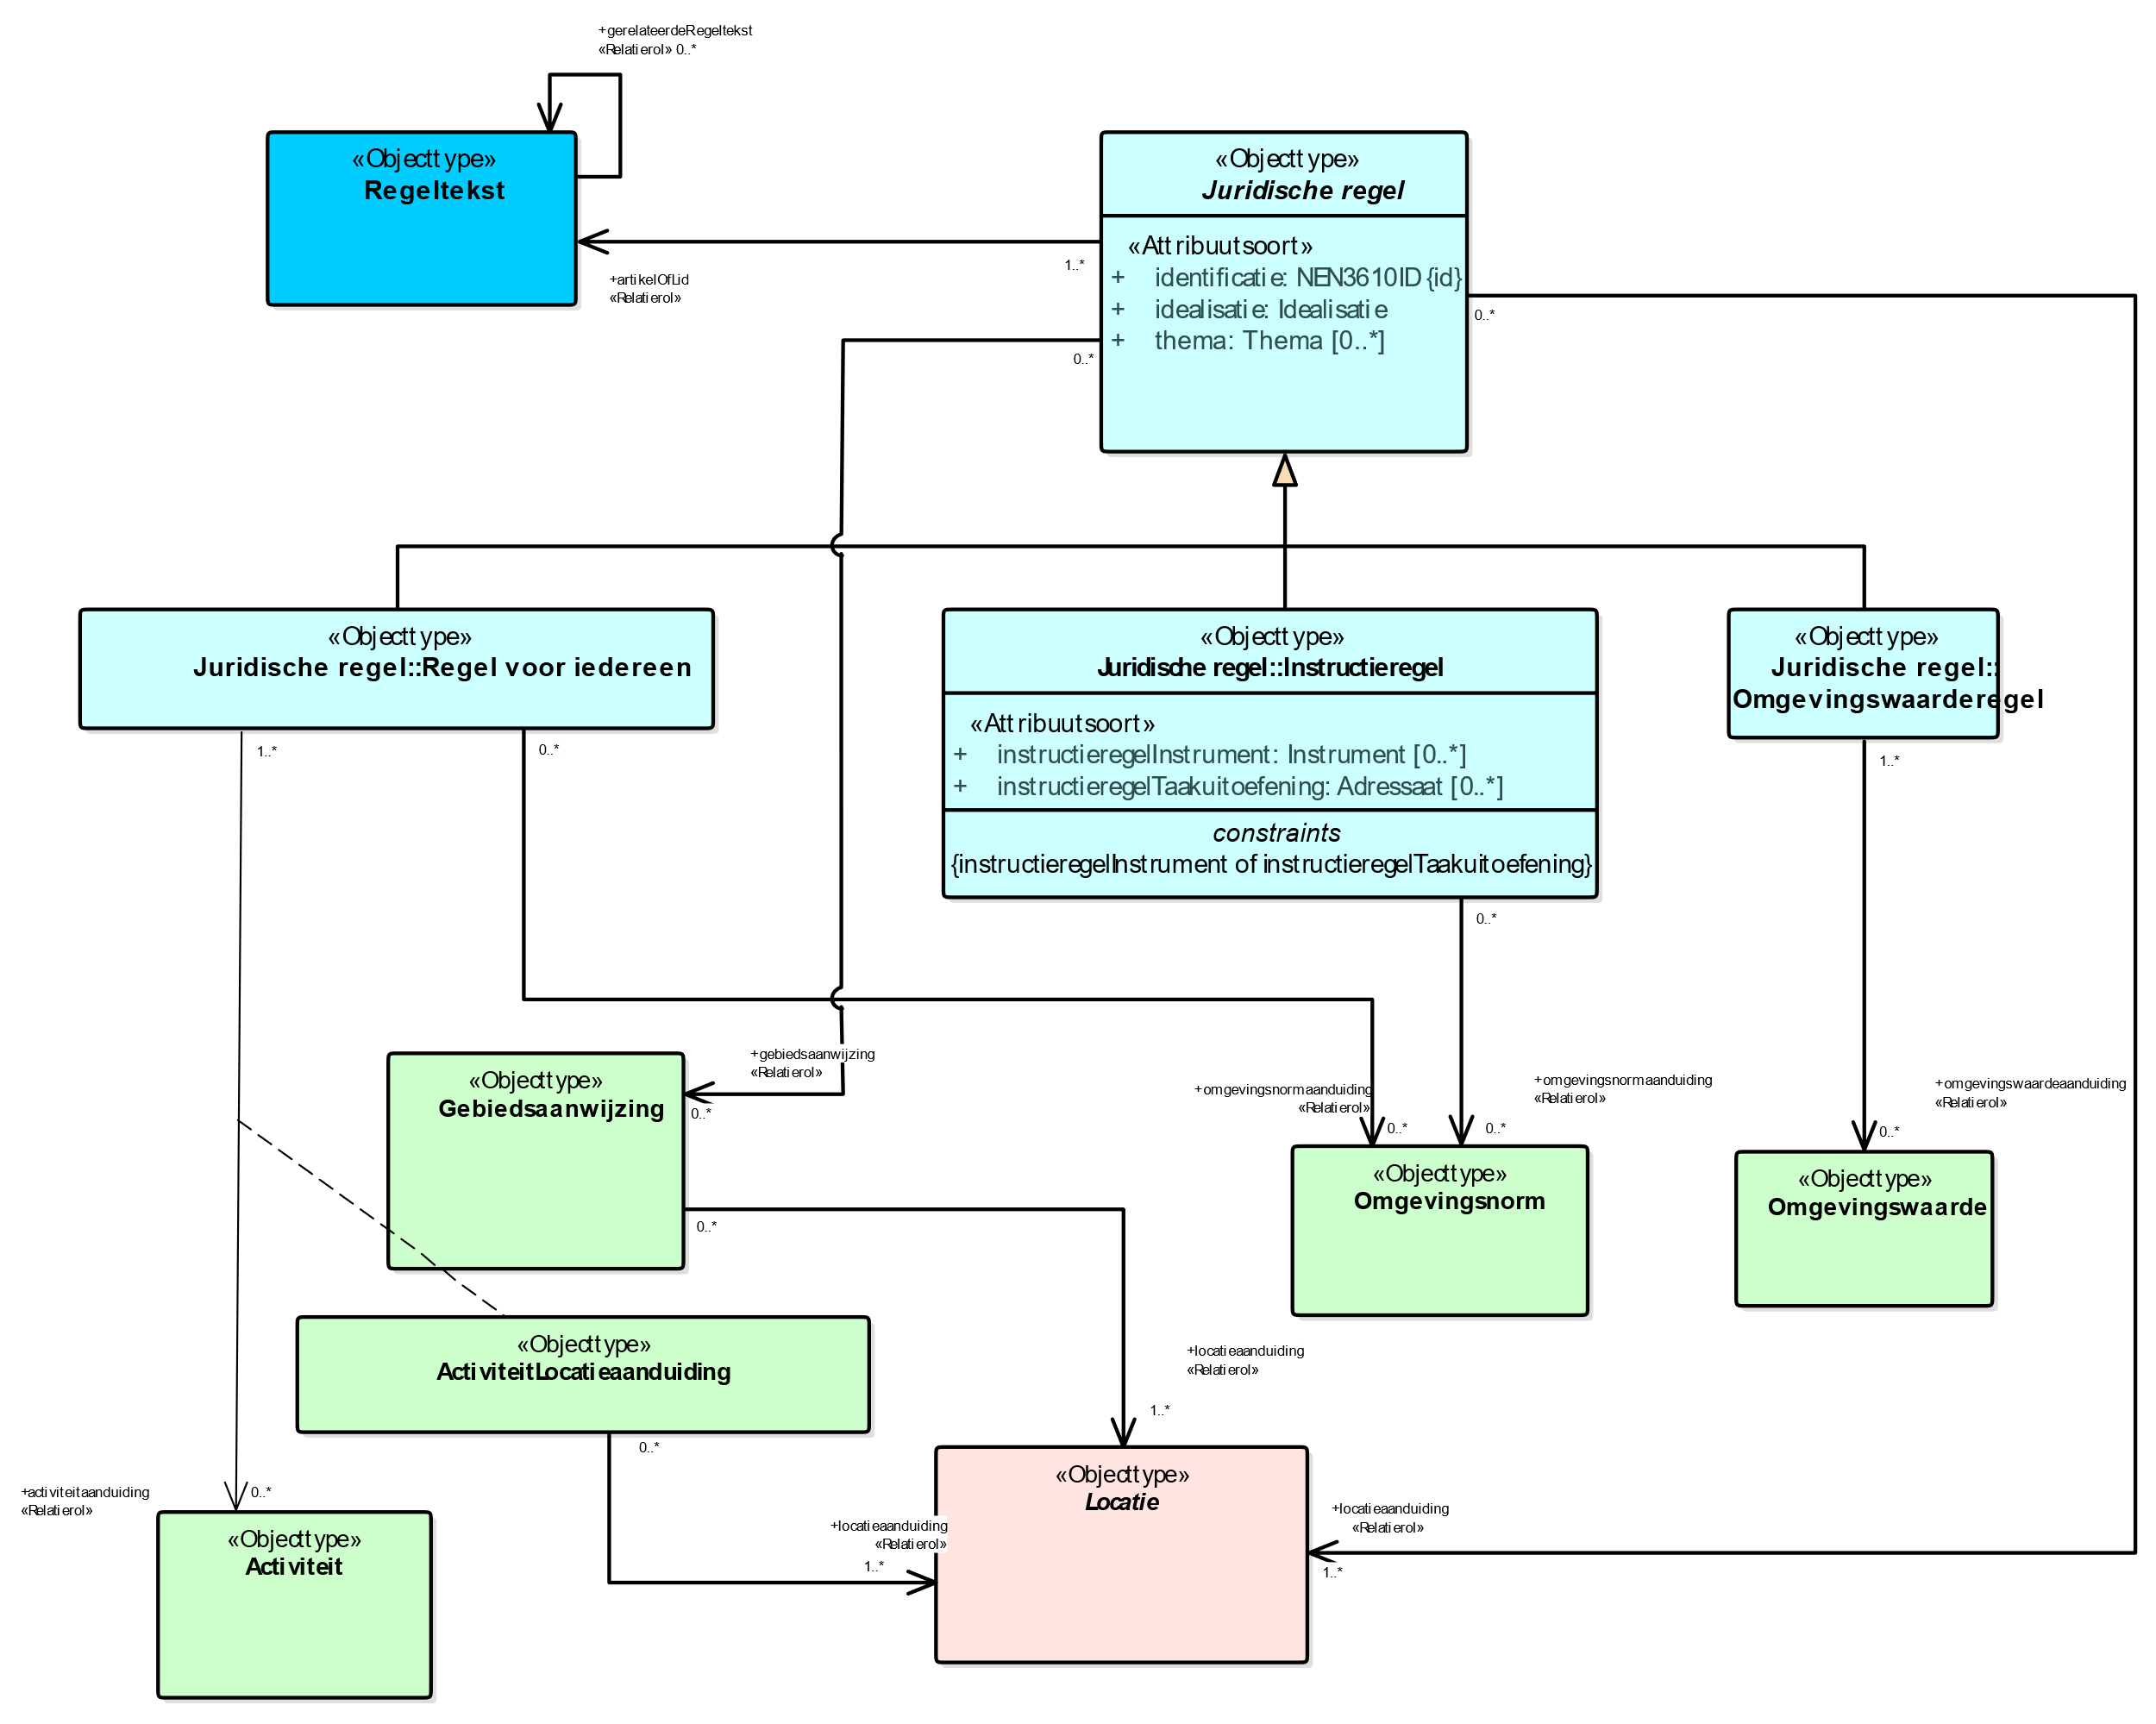 +gerelateerdeRegeltekst
«Relatierol» 0..*
«Objecttype»
Regeltekst
«Objecttype»
Juridische regel
«Attribuutsoort»
+ identificatie: NEN3610ID {id}
+ idealisatie: Idealisatie
+ thema: Thema [0..*]
1..*
+artikelOfLid
«Relatierol»
0..*
0..*
«Objecttype»
Juridische regel::Regel voor iedereen
«Objecttype»
Juridische regel::Instructieregel
«Attribuutsoort»
+ instructieregelInstrument: Instrument [0..*]
+ instructieregelTaakuitoefening: Adressaat [0..*]
constraints
{instructieregelInstrument of instructieregelTaakuitoefening}
«Objecttype»
Juridische regel::
Omgevingswaarderegel
1..*
0..*
1..*
0..*
+gebiedsaanwijzing
«Relatierol»
0..*
«Objecttype»
Gebiedsaanwijzing
+omgevingsnormaanduiding
«Relatierol»
0..*
+omgevingsnormaanduiding
«Relatierol»
0..*
+omgevingswaardeaanduiding
«Relatierol»
0..*
«Objecttype»
Omgevingsnorm
«Objecttype»
Omgevingswaarde
0..*
«Objecttype»
ActiviteitLocatieaanduiding
+locatieaanduiding
«Relatierol»
1..*
0..*
+activiteitaanduiding
«Relatierol»
0..*
«Objecttype»
Activiteit
+locatieaanduiding
«Relatierol»
1..*
«Objecttype»
Locatie
+locatieaanduiding
«Relatierol»
1..*